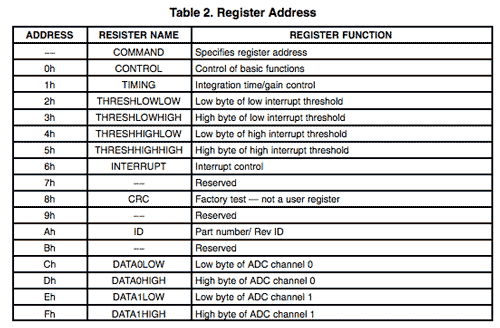 Table 2. Register Address
ADDRESS RESISTER NAME REGISTER FUNCTION
–– COMMAND Specifies register address
0h CONTROL Control of basic functions
1h TIMING Integration time/gain control
2h THRESHLOWLOW Low byte of low interrupt threshold
3h THRESHLOWHIGH High byte of low interrupt threshold
4h THRESHHIGHLOW Low byte of high interrupt threshold
5h THRESHHIGHHIGH High byte of high interrupt threshold
6h INTERRUPT Interrupt control
7h –– Reserved
8h CRC Factory test — not a user register
9h –– Reserved
Ah ID Part number/ Rev ID
Bh –– Reserved
Ch DATA0LOW Low byte of ADC channel 0
Dh DATA0HIGH High byte of ADC channel 0
Eh DATA1LOW Low byte of ADC channel 1
Fh DATA1HIGH High byte of ADC channel 1